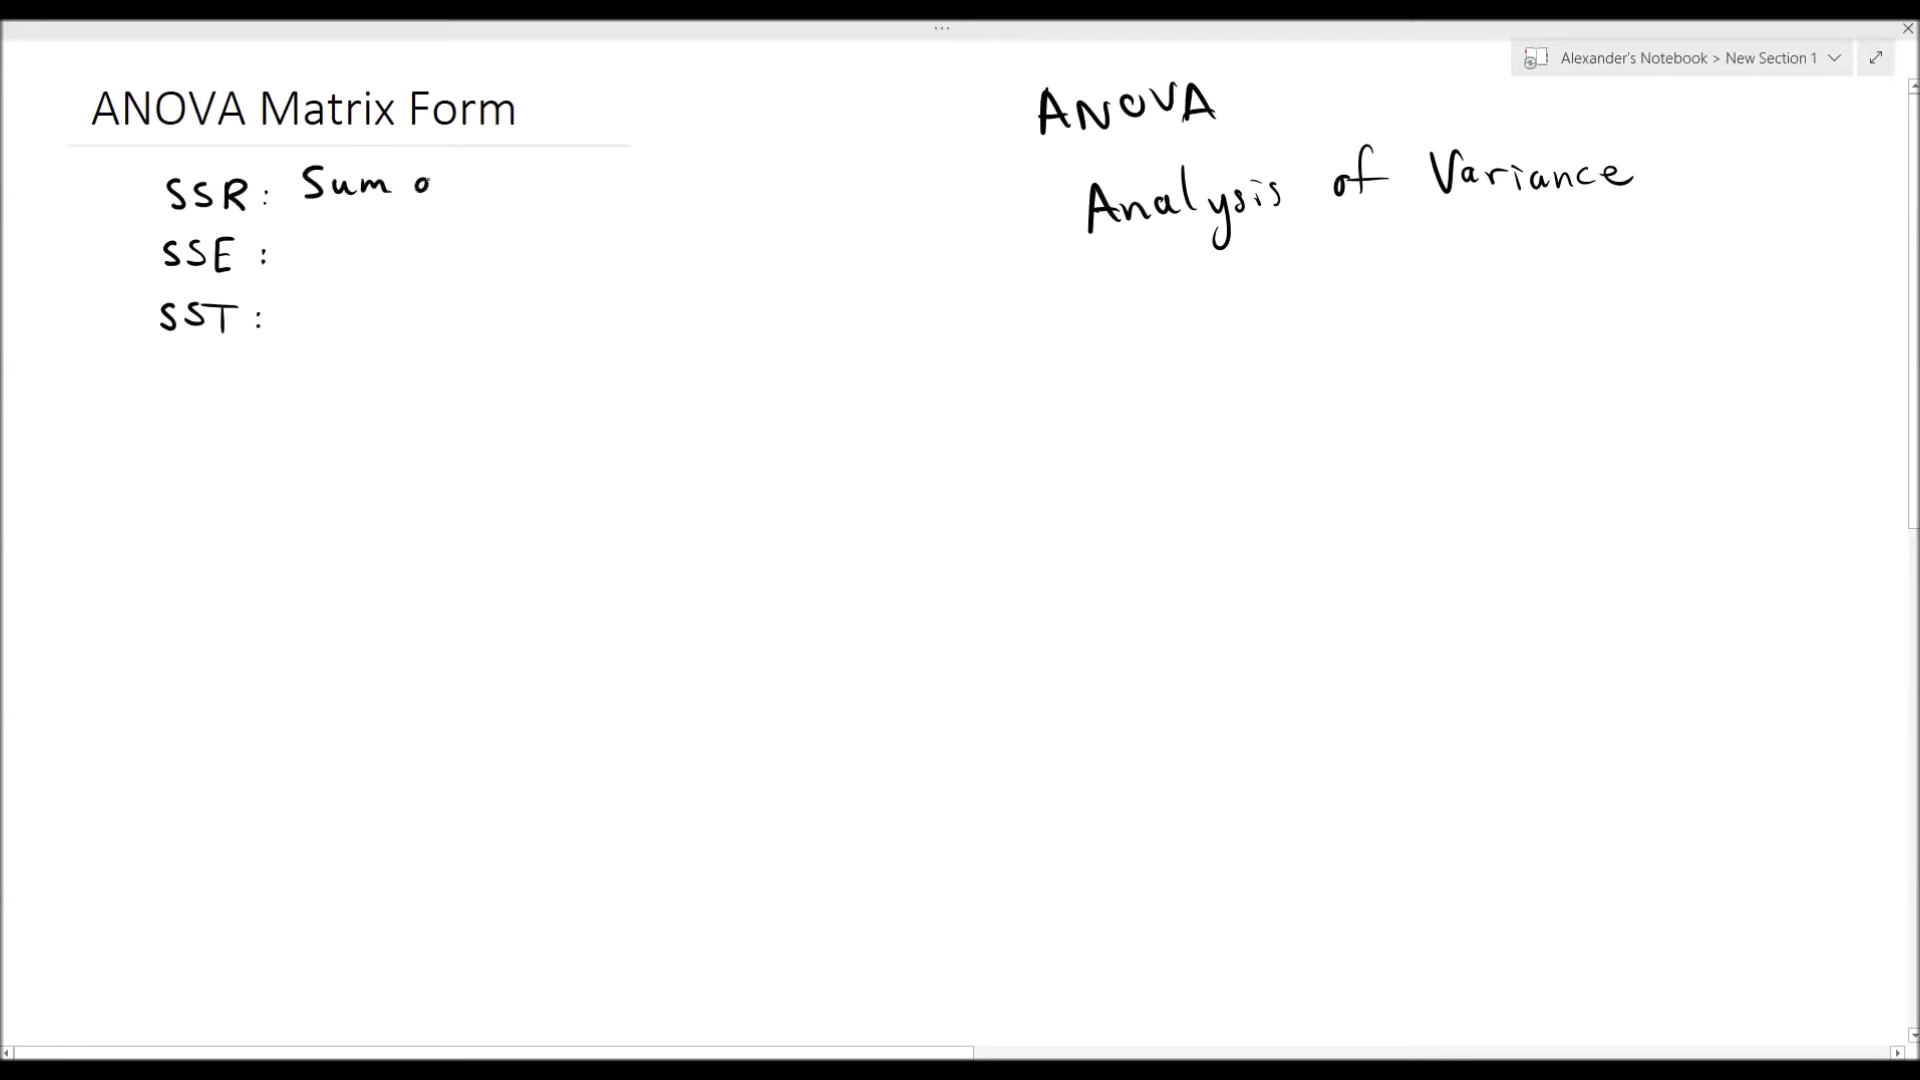 Alexander's Notebook > New Section 1
ANOVA Matrix Form
SSR: Sum o
SSE :
SST :
ANOVA
Analysis of Variance